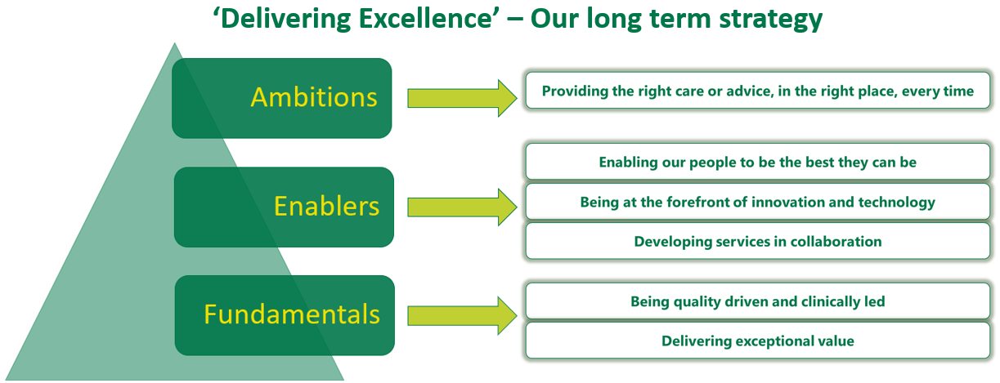 ‘Delivering Excellence’ – Our long term strategy
Ambitions
Providing the right care or advice, in the right place, every time
Enablers
Enabling our people to be the best they can be
Being at the forefront of innovation and technology
Developing services in collaboration
Fundamentals
Being quality driven and clinically led
Delivering exceptional value